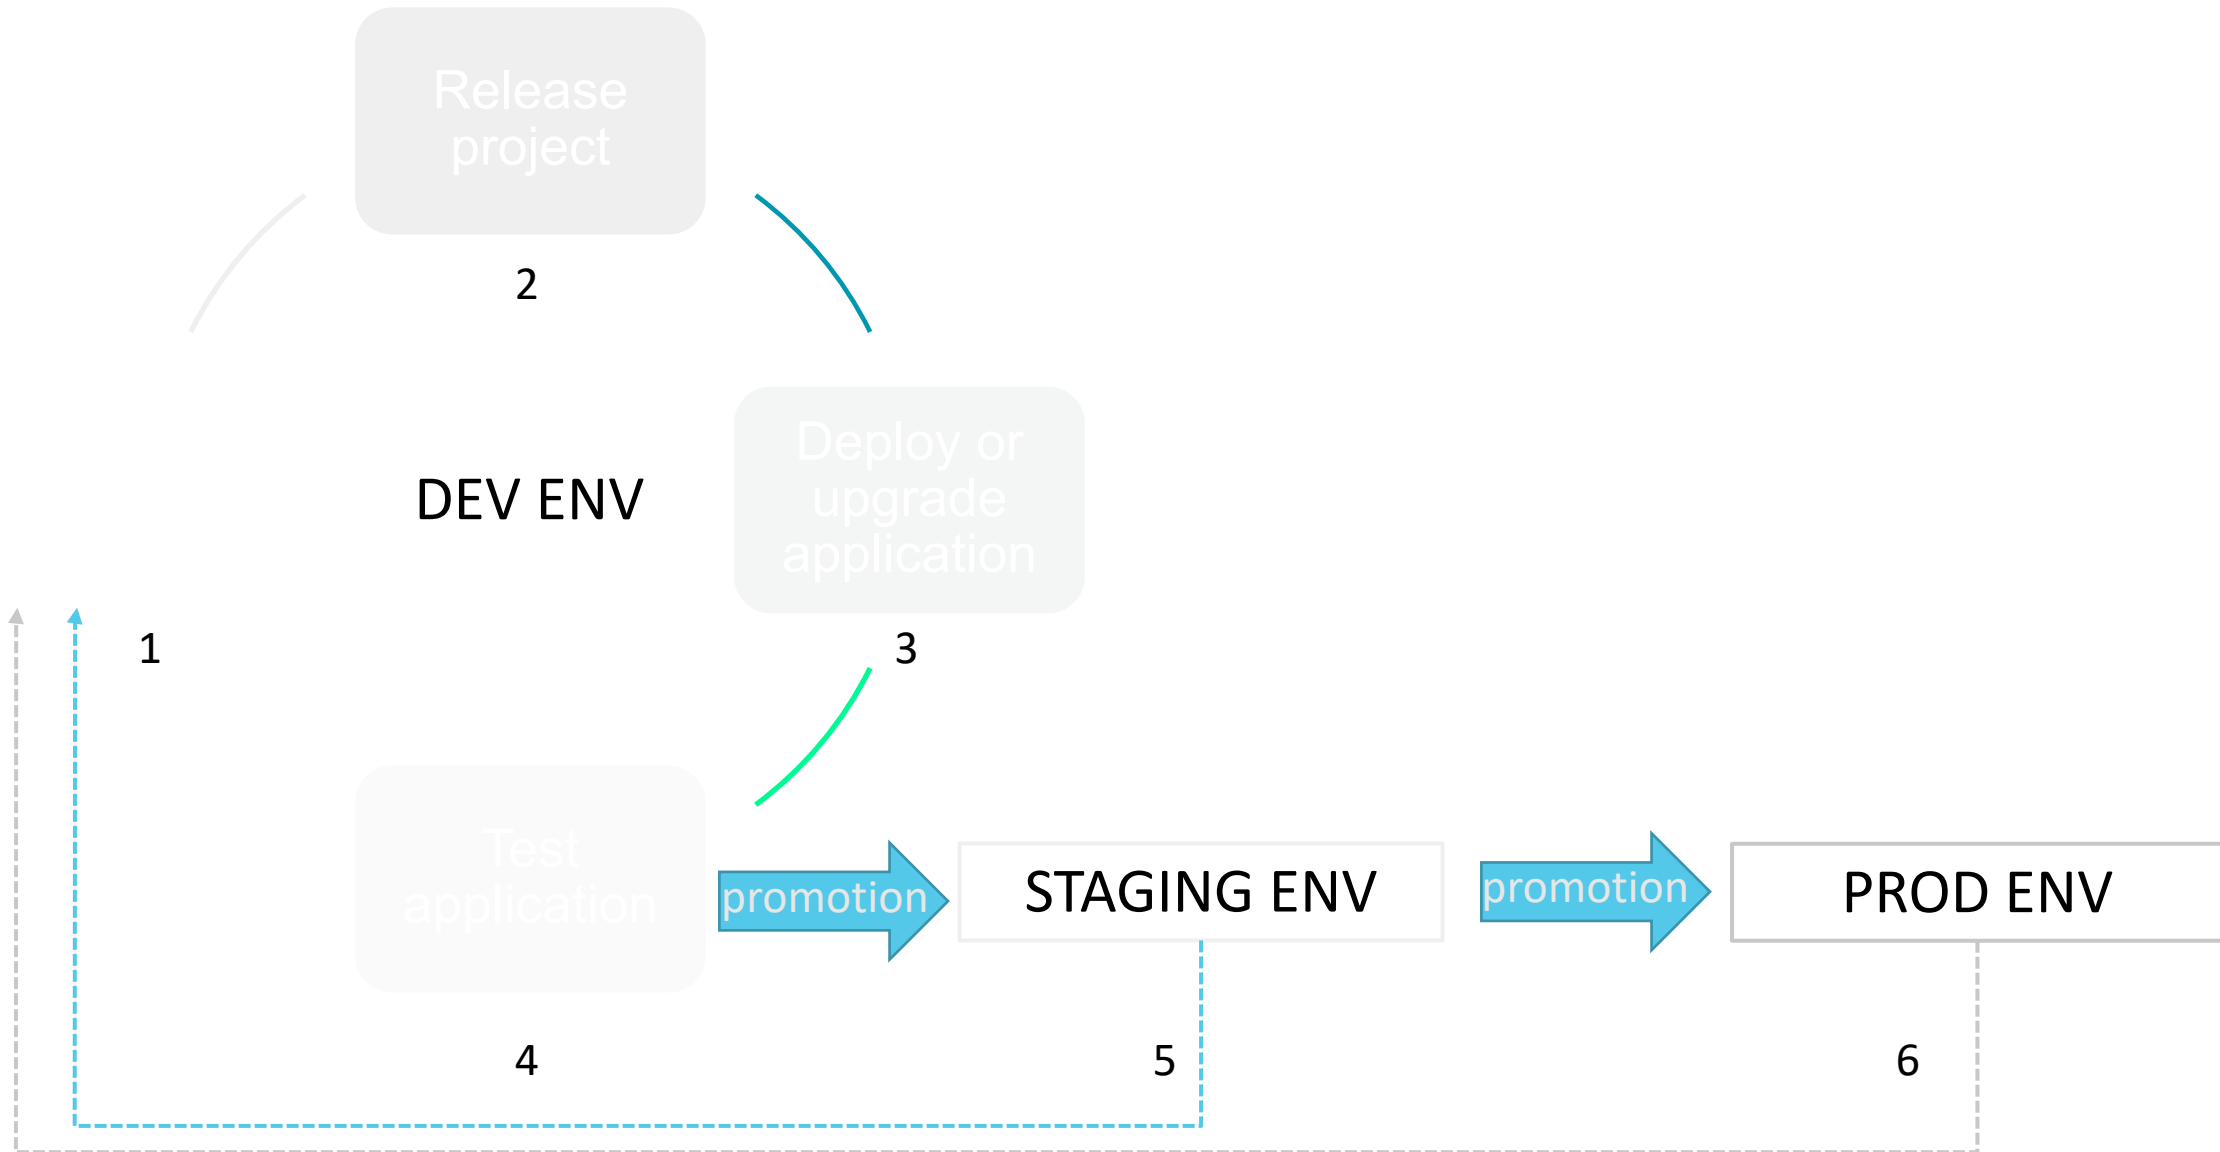 Release
project
2
Deploy or
upgrade
application
DEV ENV
1
3
Test
application
promotion
STAGING ENV
promotion
PROD ENV
4
5
6